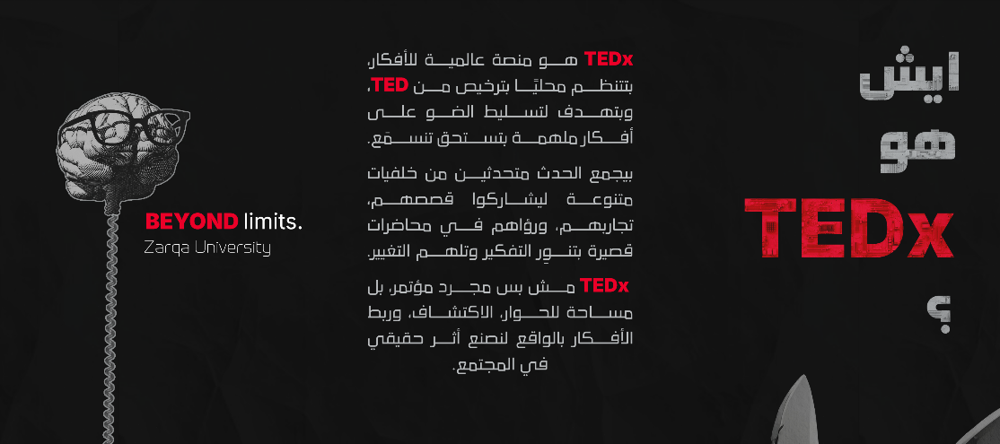 ايش
هو
TEDx
؟
TEDx هو منصة عالمية للأفكار،
بتتنظم محليًا بترخيص من TED،
وبتهدف لتسليط الضو على
أفكار ملهمة بتستحق تنسمَع.
بيجمع الحدث متحدثين من خلفيات
متنوعة ليشاركوا قصصهم،
تجاربهم، ورؤاهم في محاضرات
قصيرة بتنور التفكير وتلهم التغيير.
TEDx مش بس مجرد مؤتمر، بل
مساحة للحوار، الاكتشاف، وربط
الأفكار بالواقع لنصنع أثر حقيقي
في المجتمع.
BEYOND limits.
Zarqa University